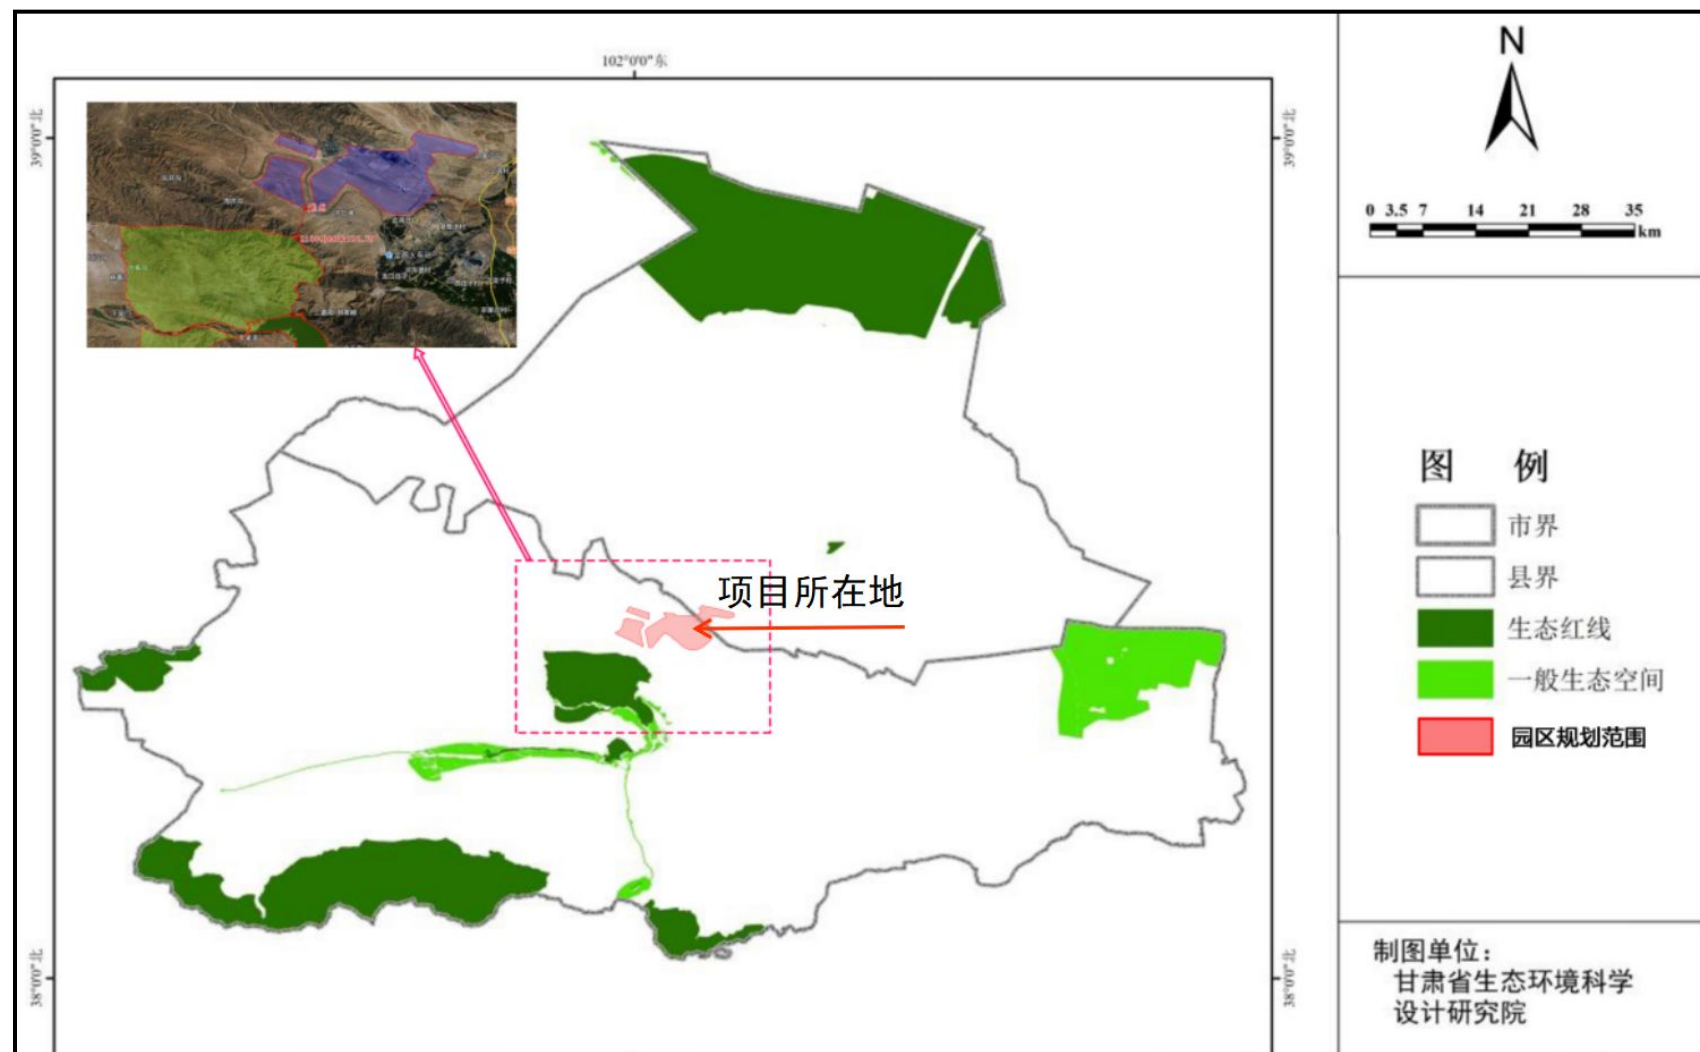 102°0'0"东
39°0'0"北
39°0'0"北
N
0 3.5 7 14 21 28 35
km
项目所在地
图 例
市界
县界
生态红线
一般生态空间
园区规划范围
38°0'0"北
38°0'0"北
制图单位：
甘肃省生态环境科学
设计研究院